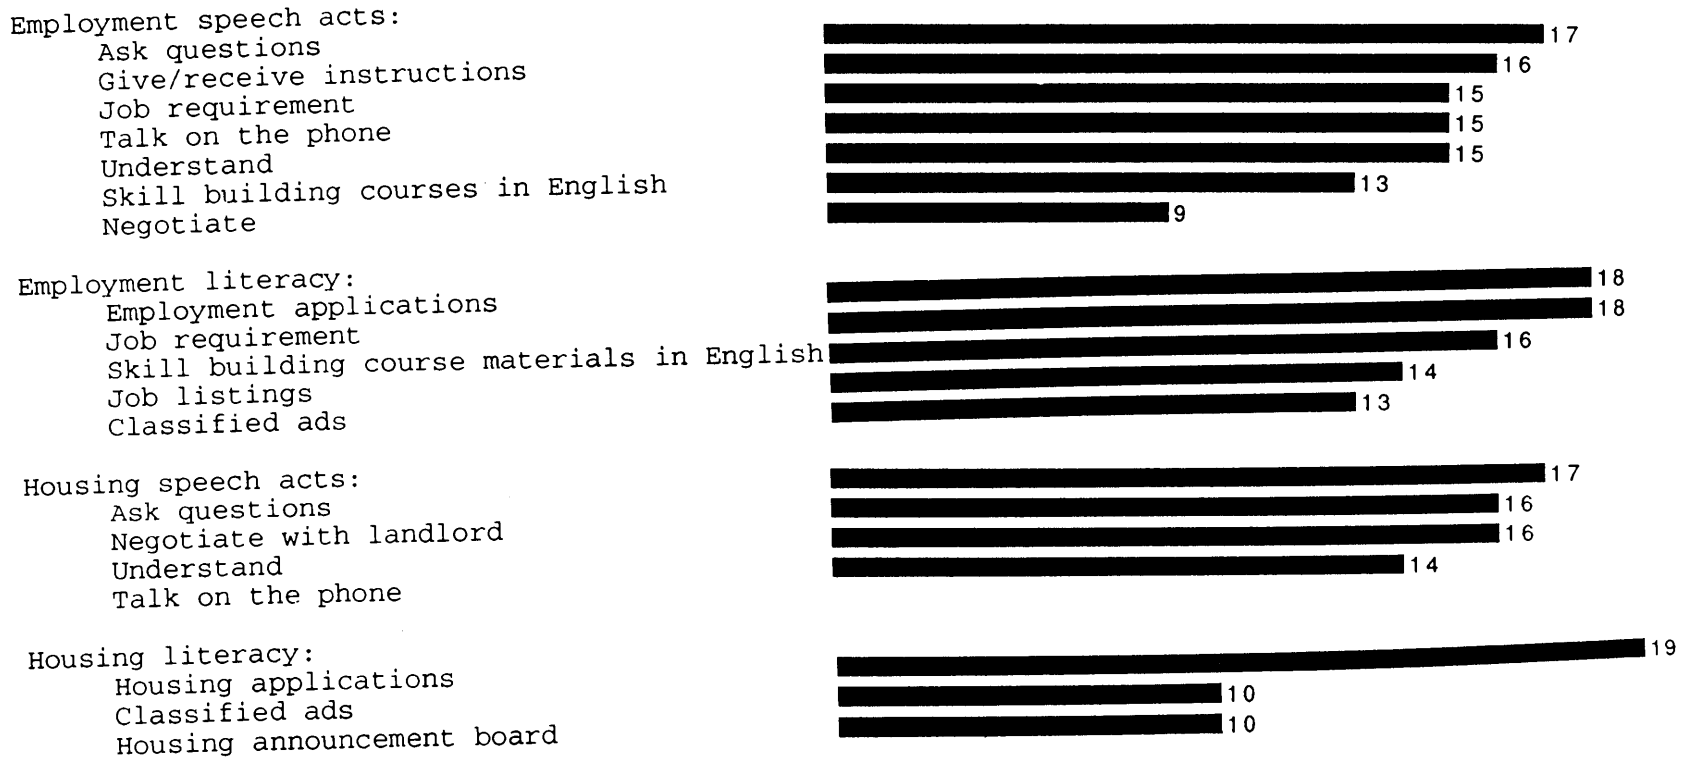 Employment speech acts:
Ask questions 17
Give/receive instructions 16
Job requirement 15
Talk on the phone 15
Understand 15
Skill building courses in English 13
Negotiate 9
Employment literacy:
Employment applications 18
Job requirement 18
Skill building course materials in English 16
Job listings 14
Classified ads 13
Housing speech acts:
Ask questions 17
Negotiate with landlord 16
Understand 16
Talk on the phone 14
Housing literacy:
Housing applications 19
Classified ads 10
Housing announcement board 10